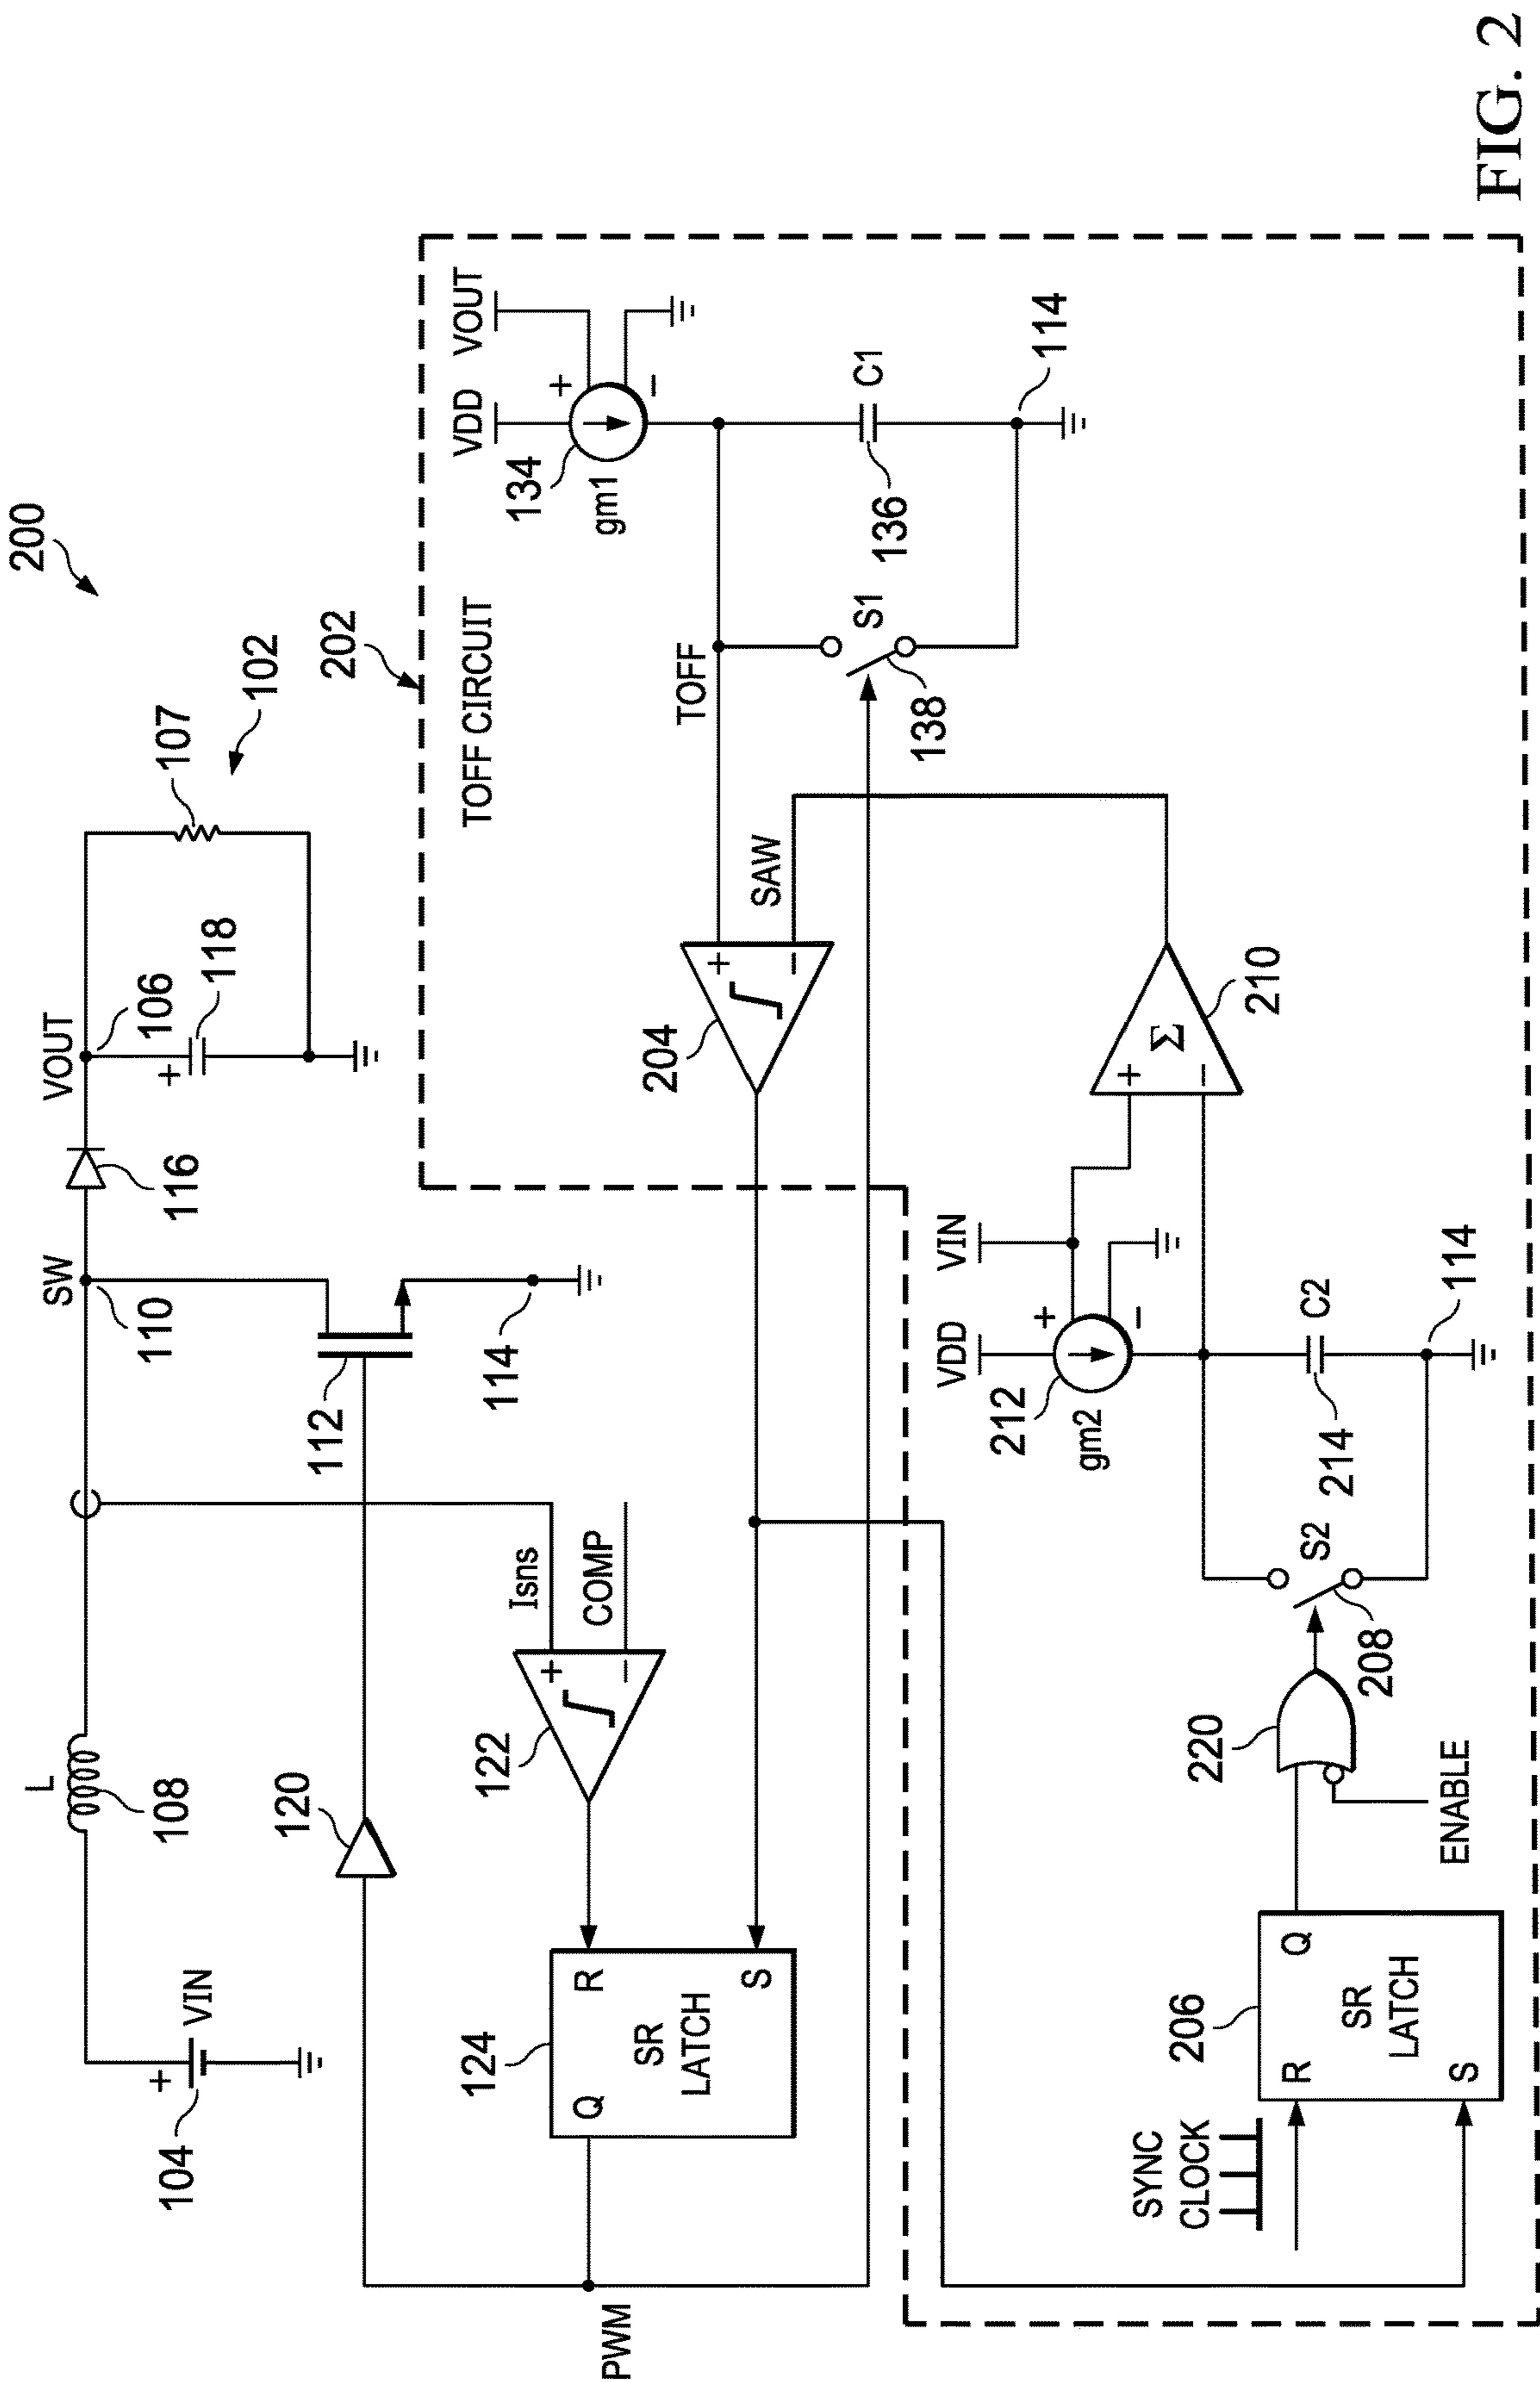 200
102
L
SW
VOUT
108
110
116
106
118
107
+
104
VIN
120
112
114
202
TOFF CIRCUIT
Isns
COMP
+
−
122
124
R
Q
SR
LATCH
S
PWM
204
+
−
TOFF
SAW
VDD
VOUT
134
+
−
gm1
S1
138
C1
136
114
VDD
VIN
212
+
−
gm2
+
−
Σ
210
SYNC
CLOCK
206
R
Q
SR
LATCH
S
220
ENABLE
S2
208
C2
214
114
+
FIG. 2